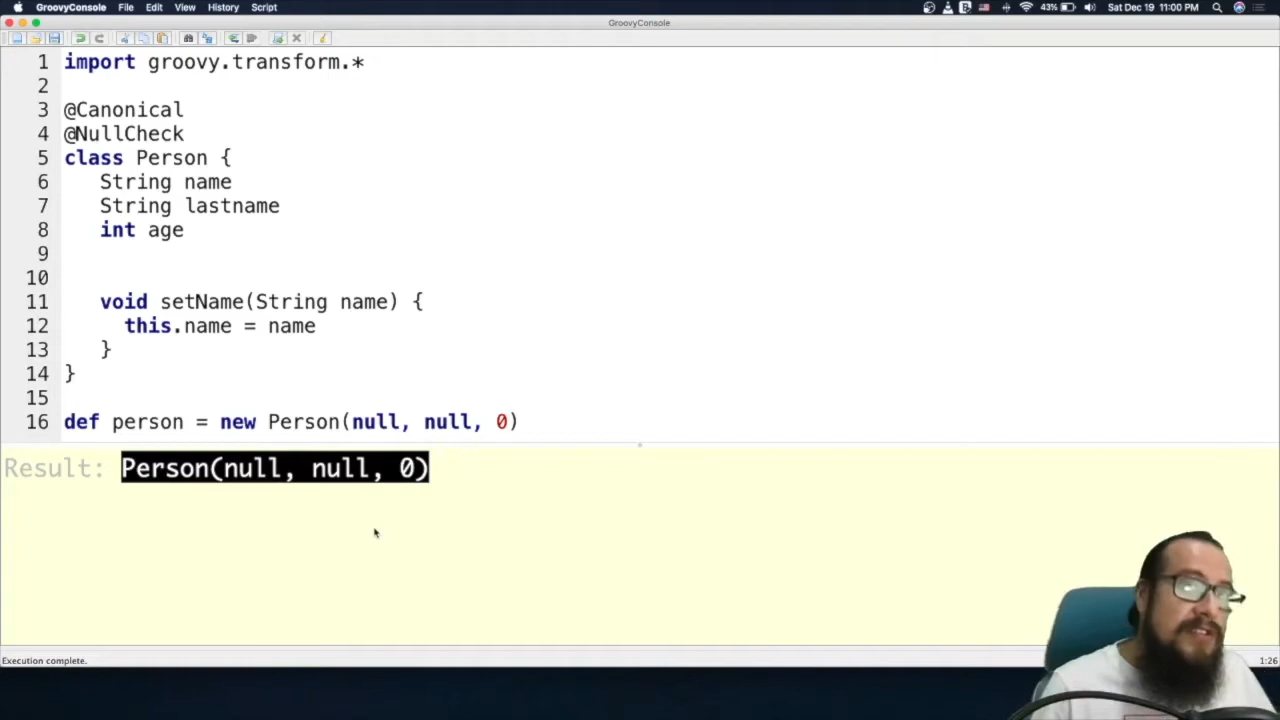 GroovyConsole File Edit View History Script 43% Sat Dec 19 11:00 PM
GroovyConsole
1 import groovy.transform.*
2
3 @Canonical
4 @NullCheck
5 class Person {
6 String name
7 String lastname
8 int age
9
10
11 void setName(String name) {
12 this.name = name
13 }
14 }
15
16 def person = new Person(null, null, 0)
Result: Person(null, null, 0)
Execution complete. 1:26